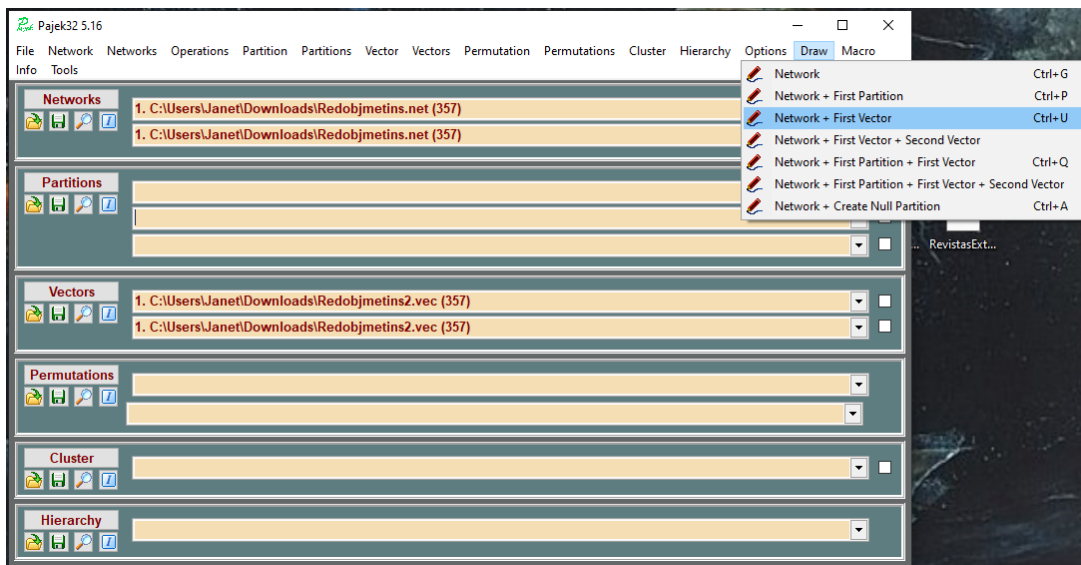 Pajek32 5.16
File Network Networks Operations Partition Partitions Vector Vectors Permutation Permutations Cluster Hierarchy Options Draw Macro
Info Tools
Network Ctrl+G
Network + First Partition Ctrl+P
Network + First Vector Ctrl+U
Network + First Vector + Second Vector
Network + First Partition + First Vector Ctrl+Q
Network + First Partition + First Vector + Second Vector
Network + Create Null Partition Ctrl+A
Networks
1. C:\Users\Janet\Downloads\Redobjmetins.net (357)
1. C:\Users\Janet\Downloads\Redobjmetins.net (357)
Partitions
... RevistasExt...
Vectors
1. C:\Users\Janet\Downloads\Redobjmetins2.vec (357)
1. C:\Users\Janet\Downloads\Redobjmetins2.vec (357)
Permutations
Cluster
Hierarchy